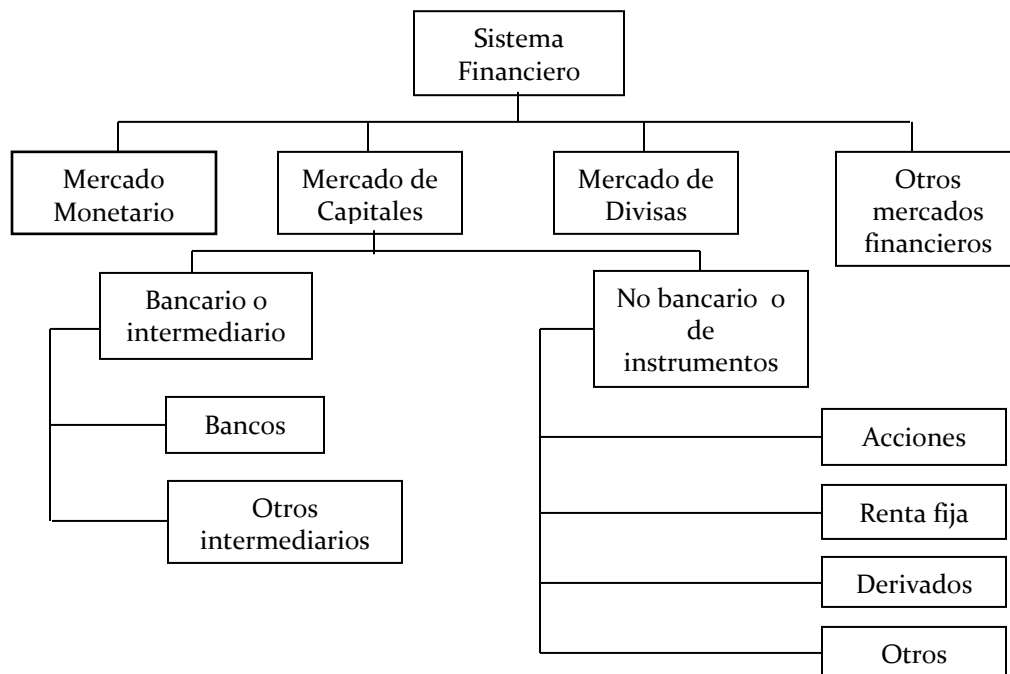 Sistema
Financiero
Mercado
Monetario
Mercado de
Capitales
Mercado de
Divisas
Otros
mercados
financieros
Bancario o
intermediario
No bancario o
de
instrumentos
Bancos
Otros
intermediarios
Acciones
Renta fija
Derivados
Otros